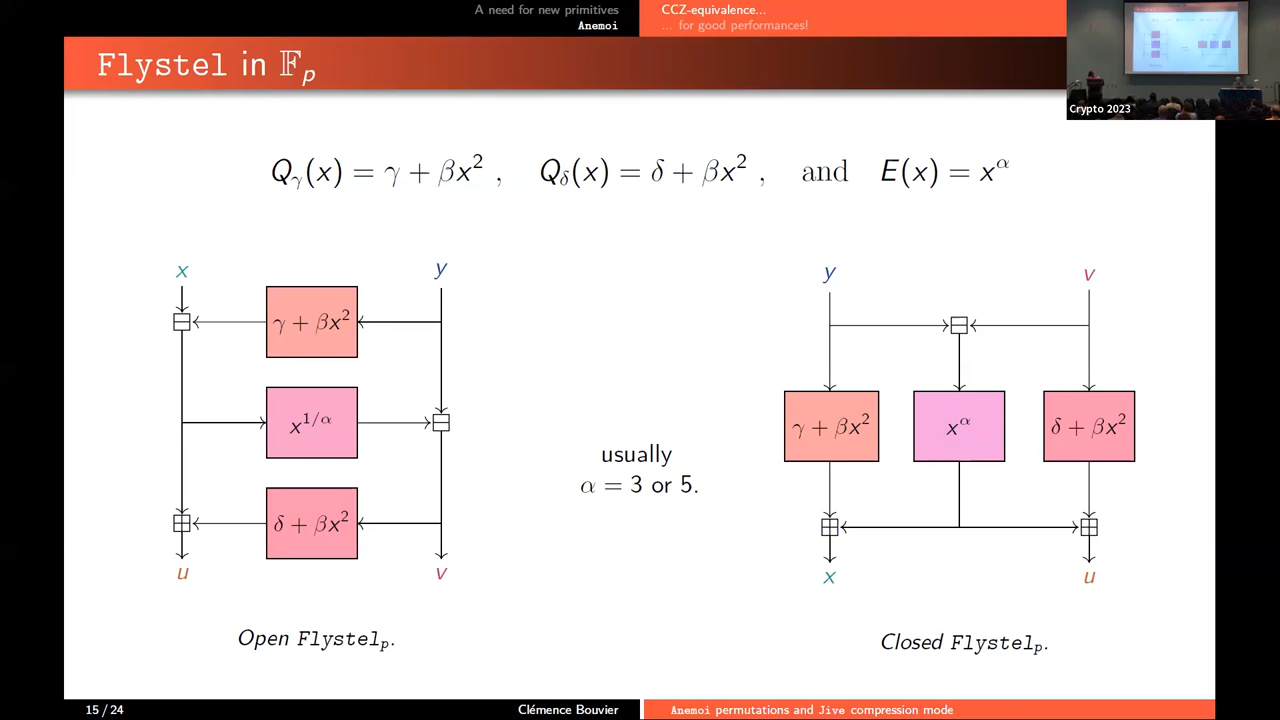 A need for new primitives
Anemoi
CCZ-equivalence...
... for good performances!
Flystel in 𝔽p
Crypto 2023
Qγ(x) = γ + βx² , Qδ(x) = δ + βx² , and E(x) = x^α
x
y
γ + βx²
x^1/α
δ + βx²
u
v
Open Flystelp.
usually
α = 3 or 5.
y
v
γ + βx²
x^α
δ + βx²
x
u
Closed Flystelp.
15 / 24
Clémence Bouvier
Anemoi permutations and Jive compression mode